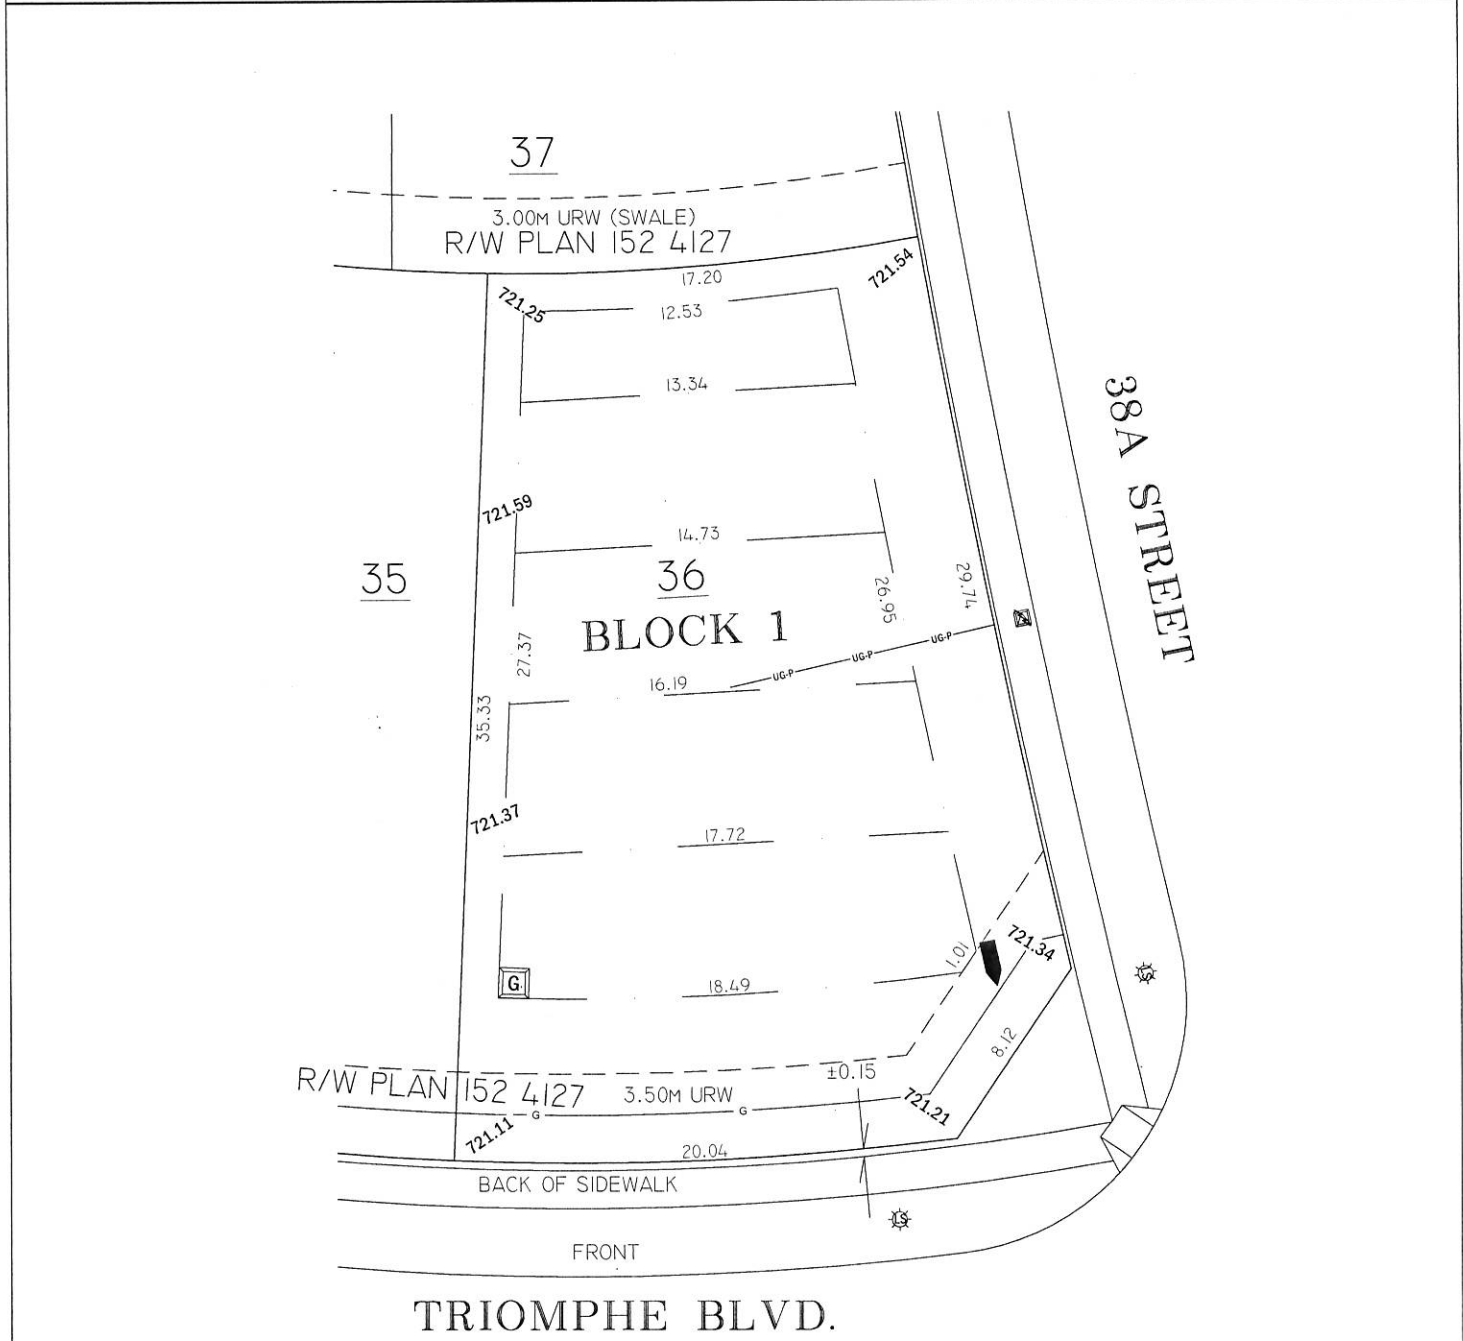 37
3.00M URW (SWALE)
R/W PLAN 152 4127
17.20
721.54
721.25
12.53
13.34
38A STREET
721.59
14.73
35
36
29.74
26.95
BLOCK 1
27.37
UG-P
UG-P
UG-P
16.19
35.33
721.37
17.72
1.01
721.34
G
18.49
LS
8.12
±0.15
R/W PLAN 152 4127
3.50M URW
G
G
721.21
721.11
20.04
BACK OF SIDEWALK
LS
FRONT
TRIOMPHE BLVD.